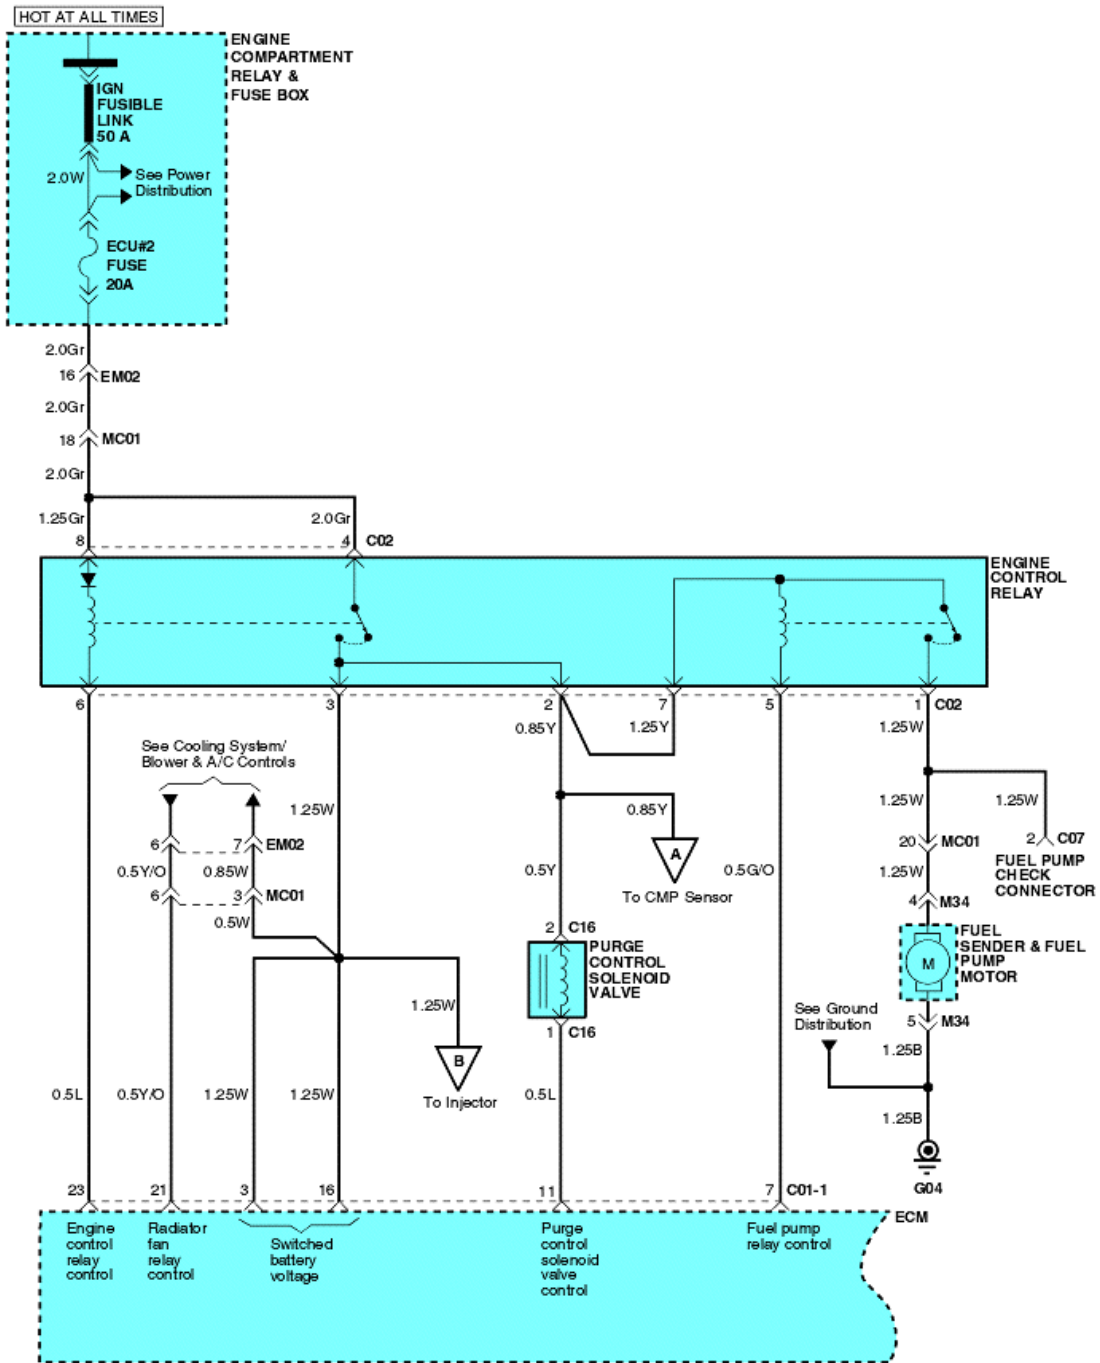 HOT AT ALL TIMES
ENGINE
COMPARTMENT
RELAY &
FUSE BOX
IGN
FUSIBLE
LINK
50 A
2.0W
See Power
Distribution
ECU#2
FUSE
20A
2.0Gr
16 EM02
2.0Gr
18 MC01
2.0Gr
1.25Gr 2.0Gr
8 4 C02
ENGINE
CONTROL
RELAY
6 3 2 7 5 1 C02
0.85Y 1.25Y 1.25W
See Cooling System/
Blower & A/C Controls
1.25W 0.85Y 1.25W 1.25W
6 7 EM02
A
20 MC01 2 C07
FUEL PUMP
CHECK
CONNECTOR
0.5Y/O 0.85W 0.5Y 0.5G/O 1.25W
6 3 MC01
To CMP Sensor
4 M34
0.5W
2 C16
PURGE
CONTROL
SOLENOID
VALVE
M
FUEL
SENDER & FUEL
PUMP
MOTOR
1.25W
See Ground
Distribution
5 M34
1 C16
1.25B
B
To Injector
0.5L 0.5Y/O 1.25W 1.25W 0.5L
1.25B
G04
23 21 3 16 11 7 C01-1
ECM
Engine
control
relay
control
Radiator
fan
relay
control
Switched
battery
voltage
Purge
control
solenoid
valve
control
Fuel pump
relay control